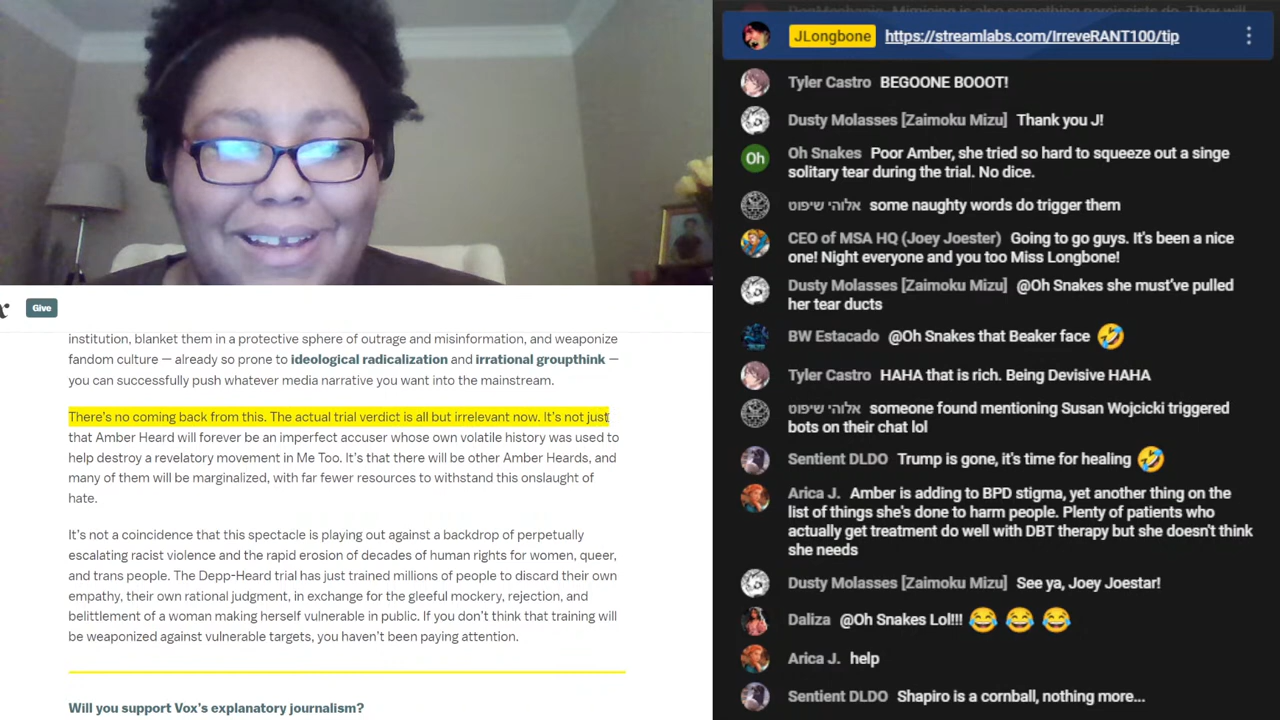 JLongbone https://streamlabs.com/IrreveRANT100/tip
Tyler Castro BEGOONE BOOOT!
Dusty Molasses [Zaimoku Mizu] Thank you J!
Oh
Oh Snakes Poor Amber, she tried so hard to squeeze out a singe
solitary tear during the trial. No dice.
אלוהי שיפוט some naughty words do trigger them
CEO of MSA HQ (Joey Joester) Going to go guys. It's been a nice
one! Night everyone and you too Miss Longbone!
Dusty Molasses [Zaimoku Mizu] @Oh Snakes she must've pulled
her tear ducts
BW Estacado @Oh Snakes that Beaker face 🤣
Tyler Castro HAHA that is rich. Being Devisive HAHA
אלוהי שיפוט someone found mentioning Susan Wojcicki triggered
bots on their chat lol
Sentient DLDO Trump is gone, it's time for healing 🤣
Arica J. Amber is adding to BPD stigma, yet another thing on the
list of things she's done to harm people. Plenty of patients who
actually get treatment do well with DBT therapy but she doesn't think
she needs
Dusty Molasses [Zaimoku Mizu] See ya, Joey Joestar!
Daliza @Oh Snakes Lol!!! 😂 😂 😂
Arica J. help
Sentient DLDO Shapiro is a cornball, nothing more...
Give
institution, blanket them in a protective sphere of outrage and misinformation, and weaponize
fandom culture — already so prone to ideological radicalization and irrational groupthink —
you can successfully push whatever media narrative you want into the mainstream.
There's no coming back from this. The actual trial verdict is all but irrelevant now. It's not just
that Amber Heard will forever be an imperfect accuser whose own volatile history was used to
help destroy a revelatory movement in Me Too. It's that there will be other Amber Heards, and
many of them will be marginalized, with far fewer resources to withstand this onslaught of
hate.
It's not a coincidence that this spectacle is playing out against a backdrop of perpetually
escalating racist violence and the rapid erosion of decades of human rights for women, queer,
and trans people. The Depp-Heard trial has just trained millions of people to discard their own
empathy, their own rational judgment, in exchange for the gleeful mockery, rejection, and
belittlement of a woman making herself vulnerable in public. If you don't think that training will
be weaponized against vulnerable targets, you haven't been paying attention.
Will you support Vox's explanatory journalism?